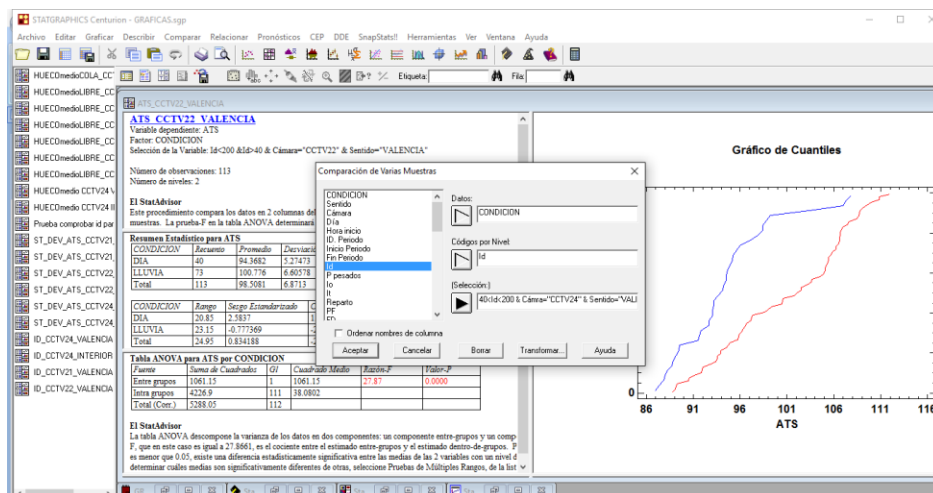 STATGRAPHICS Centurion - GRAFICAS.sgp
Archivo Editar Graficar Describir Comparar Relacionar Pronósticos CEP DDE SnapStats!! Herramientas Ver Ventana Ayuda
Etiqueta: Fila:
HUECOmedioCOLA_CC
HUECOmedioLIBRE_CC
HUECOmedioLIBRE_CC
HUECOmedioLIBRE_CC
HUECOmedioLIBRE_CC
HUECOmedioLIBRE_CC
HUECOmedioLIBRE_CC
HUECOmedio CCTV24 V
HUECOmedio CCTV24 II
Prueba comprobar id par
ST_DEV_ATS_CCTV21,
ST_DEV_ATS_CCTV21,
ST_DEV_ATS_CCTV22
ST_DEV_ATS_CCTV22
ST_DEV_ATS_CCTV24
ST_DEV_ATS_CCTV24
ID_CCTV24_VALENCIA
ID_CCTV24_INTERIOR
ID_CCTV21_VALENCIA
ID_CCTV22_VALENCIA
ATS_CCTV22_VALENCIA
ATS CCTV22 VALENCIA
Variable dependiente: ATS
Factor: CONDICION
Selección de la Variable: Id<200 &Id>40 & Cámara="CCTV22" & Sentido="VALENCIA"
Número de observaciones: 113
Número de niveles: 2
El StatAdvisor
Este procedimiento compara los datos en 2 columnas del
muestras. La prueba-F en la tabla ANOVA determinará
Resumen Estadístico para ATS
CONDICION Recuento Promedio Desviaci
DIA 40 94.3682 5.27473
LLUVIA 73 100.776 6.60578
Total 113 98.5081 6.8713
CONDICION Rango Sesgo Estandarizado
DIA 20.85 2.5837
LLUVIA 23.15 -0.777369
Total 24.95 0.834188
Tabla ANOVA para ATS por CONDICION
Fuente Suma de Cuadrados Gl Cuadrado Medio Razón-F Valor-P
Entre grupos 1061.15 1 1061.15 27.87 0.0000
Intra grupos 4226.9 111 38.0802
Total (Corr.) 5288.05 112
El StatAdvisor
La tabla ANOVA descompone la varianza de los datos en dos componentes: un componente entre-grupos y un comp
F, que en este caso es igual a 27.8661, es el cociente entre el estimado entre-grupos y el estimado dentro-de-grupos. P
es menor que 0.05, existe una diferencia estadísticamente significativa entre las medias de las 2 variables con un nivel d
determinar cuáles medias son significativamente diferentes de otras, seleccione Pruebas de Múltiples Rangos, de la list
Comparación de Varias Muestras
CONDICION
Sentido
Cámara
Día
Hora inicio
ID. Periodo
Inicio Periodo
Fin Periodo
Id
P pesados
Io
It
Reparto
PF
Datos:
CONDICION
Códigos por Nivel:
Id
(Selección:)
40<Id<200 & Cámra="CCTV24" & Sentido="VALI
Ordenar nombres de columna
Aceptar Cancelar Borrar Transformar... Ayuda
Gráfico de Cuantiles
0
86 91 96 101 106 111 116
ATS